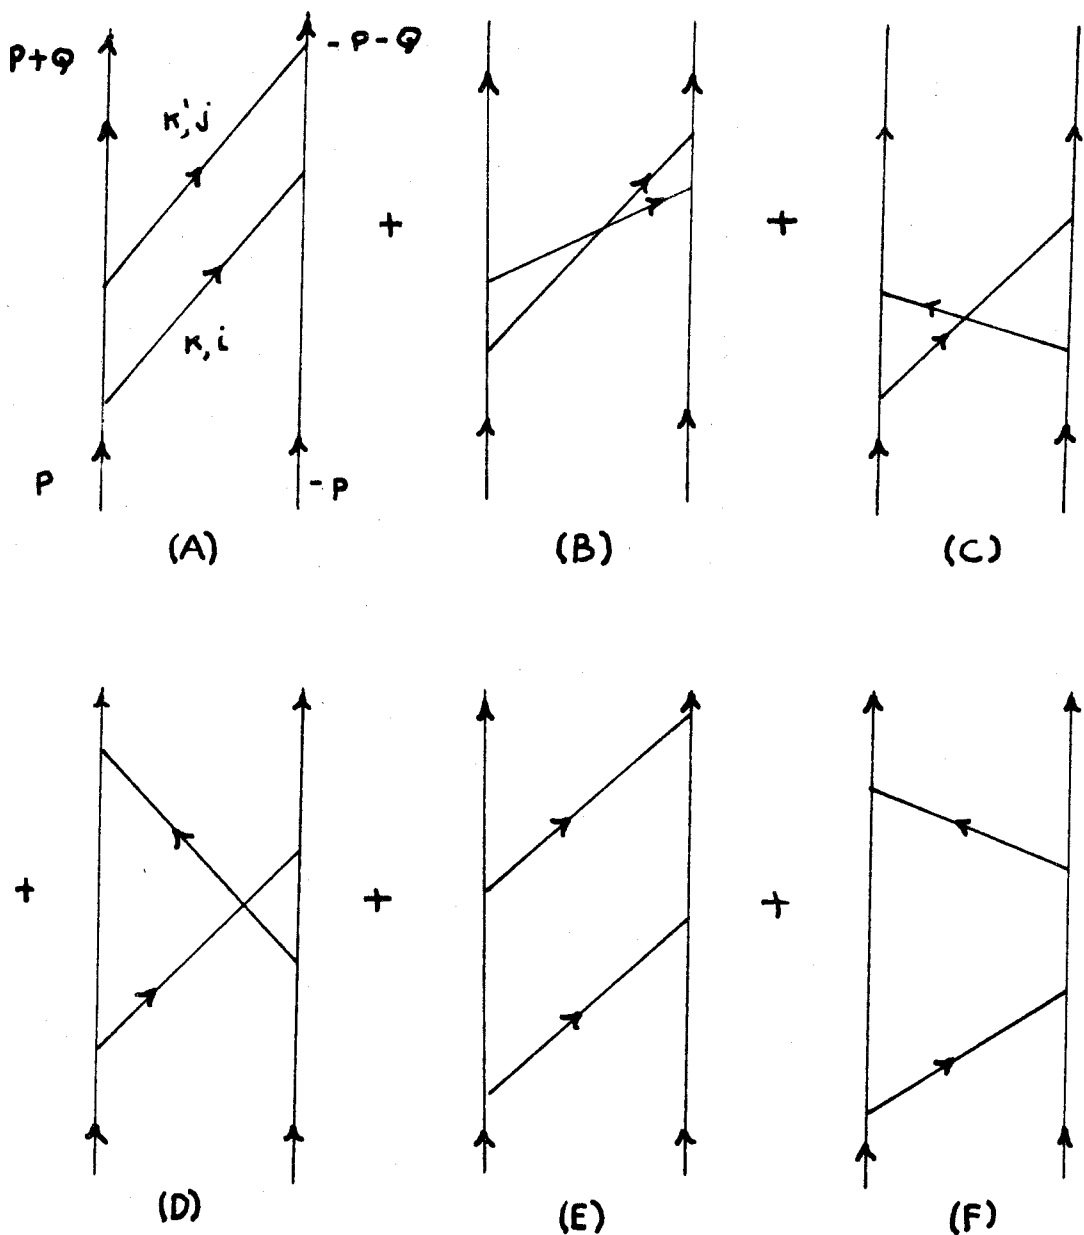 P+Q
-P-Q
K', j
K, i
P
-P
+
+
(A)
(B)
(C)
+
+
+
(D)
(E)
(F)